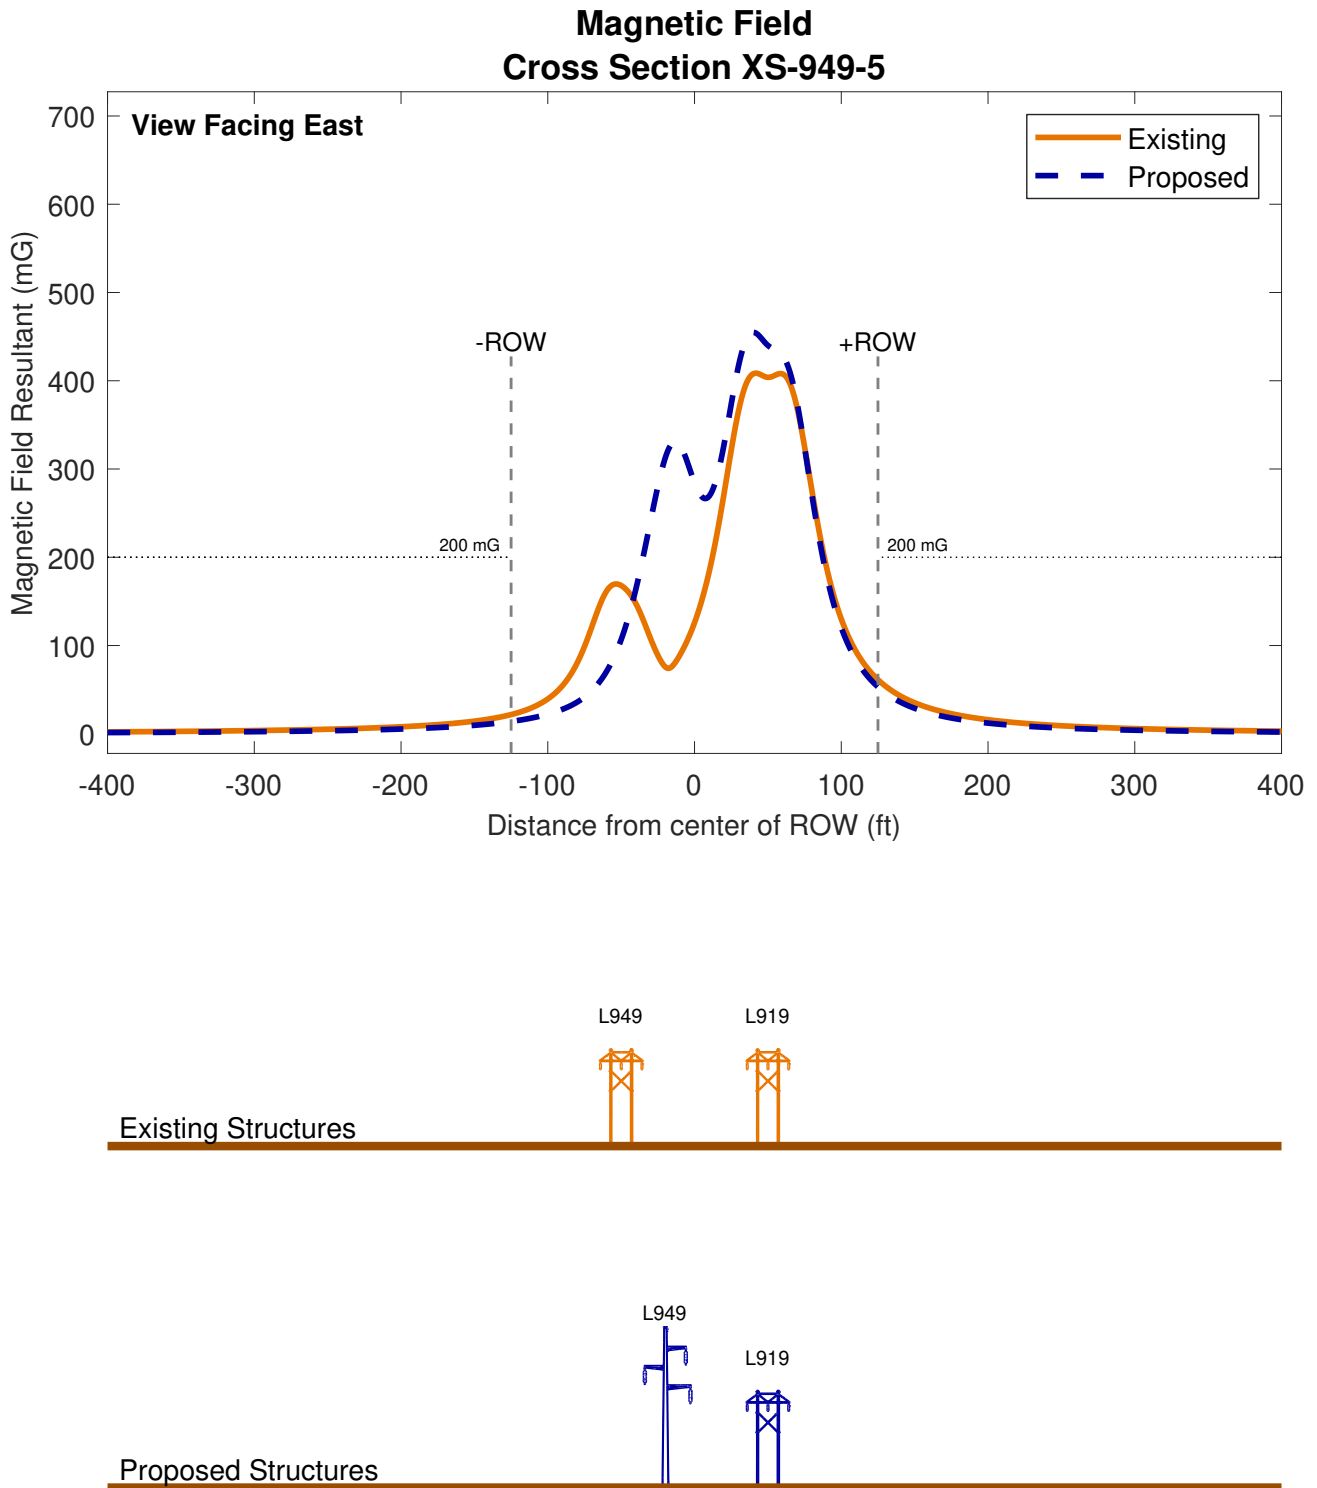 Magnetic Field
Cross Section XS-949-5
View Facing East
Existing
Proposed
700
600
500
400
300
200
100
0
Magnetic Field Resultant (mG)
-ROW
+ROW
200 mG
200 mG
-400 -300 -200 -100 0 100 200 300 400
Distance from center of ROW (ft)
L949 L919
Existing Structures
L949
L919
Proposed Structures